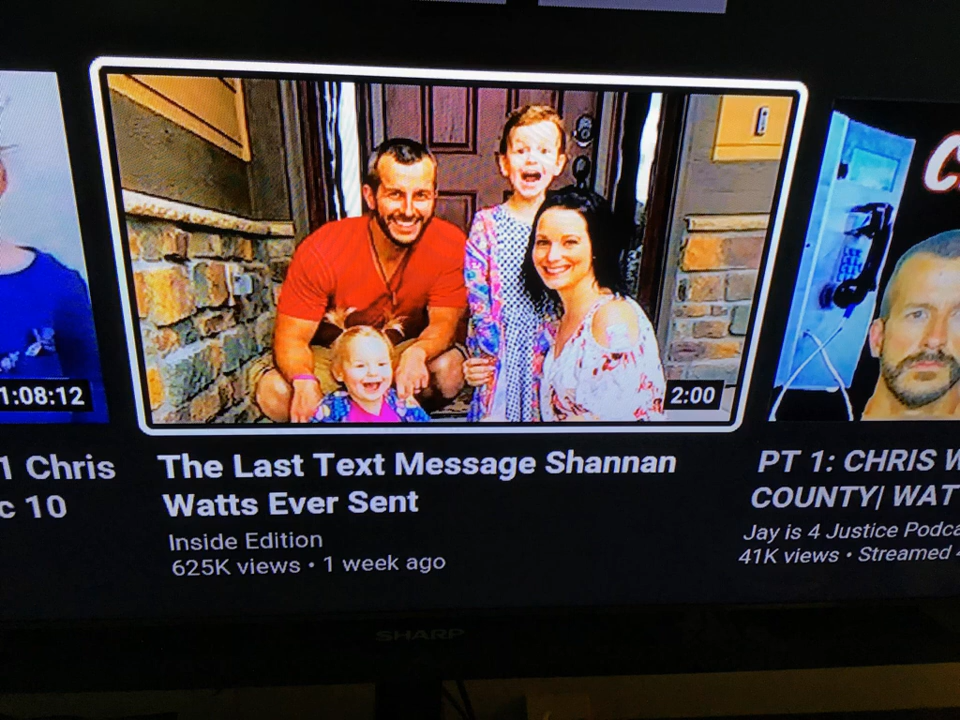 1:08:12
1 Chris
c 10
2:00
The Last Text Message Shannan
Watts Ever Sent
Inside Edition
625K views • 1 week ago
C
PT 1: CHRIS W
COUNTY| WAT
Jay is 4 Justice Podca
41K views • Streamed
SHARP